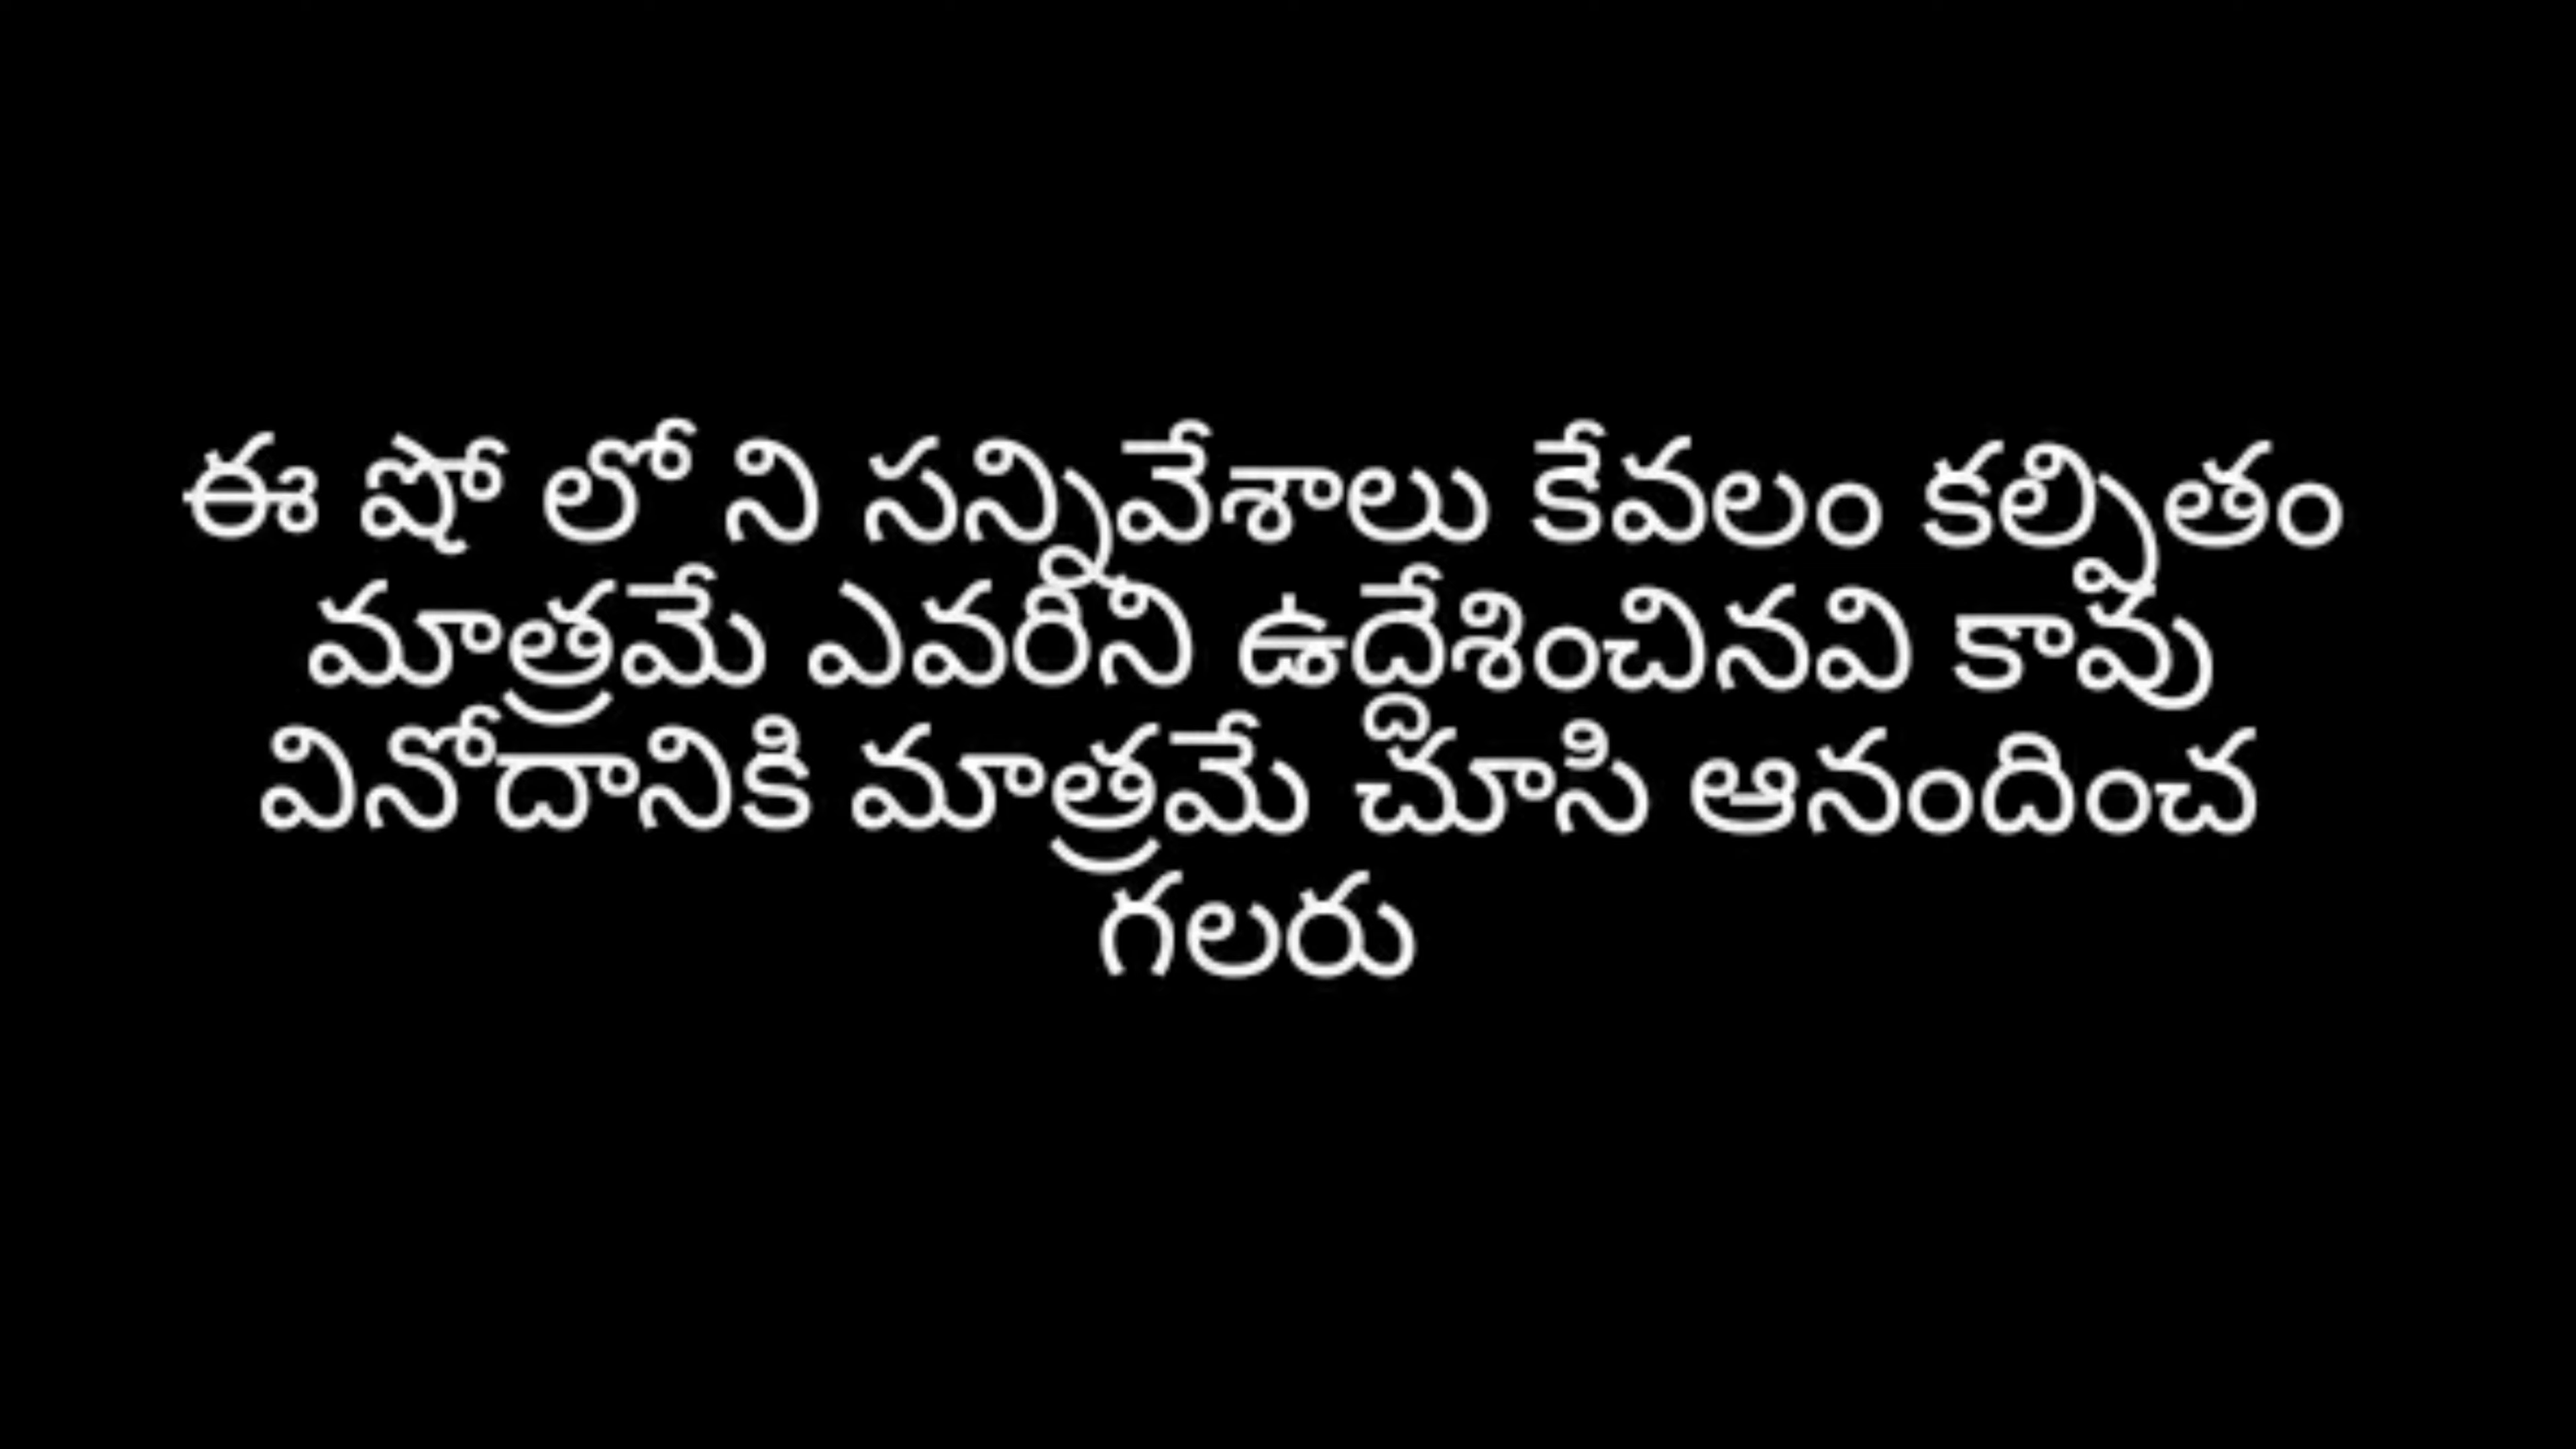 ఈ షో లో ని సన్నివేశాలు కేవలం కల్పితం
మాత్రమే ఎవరిని ఉద్దేశించినవి కావు
వినోదానికి మాత్రమే చూసి ఆనందించ
గలరు